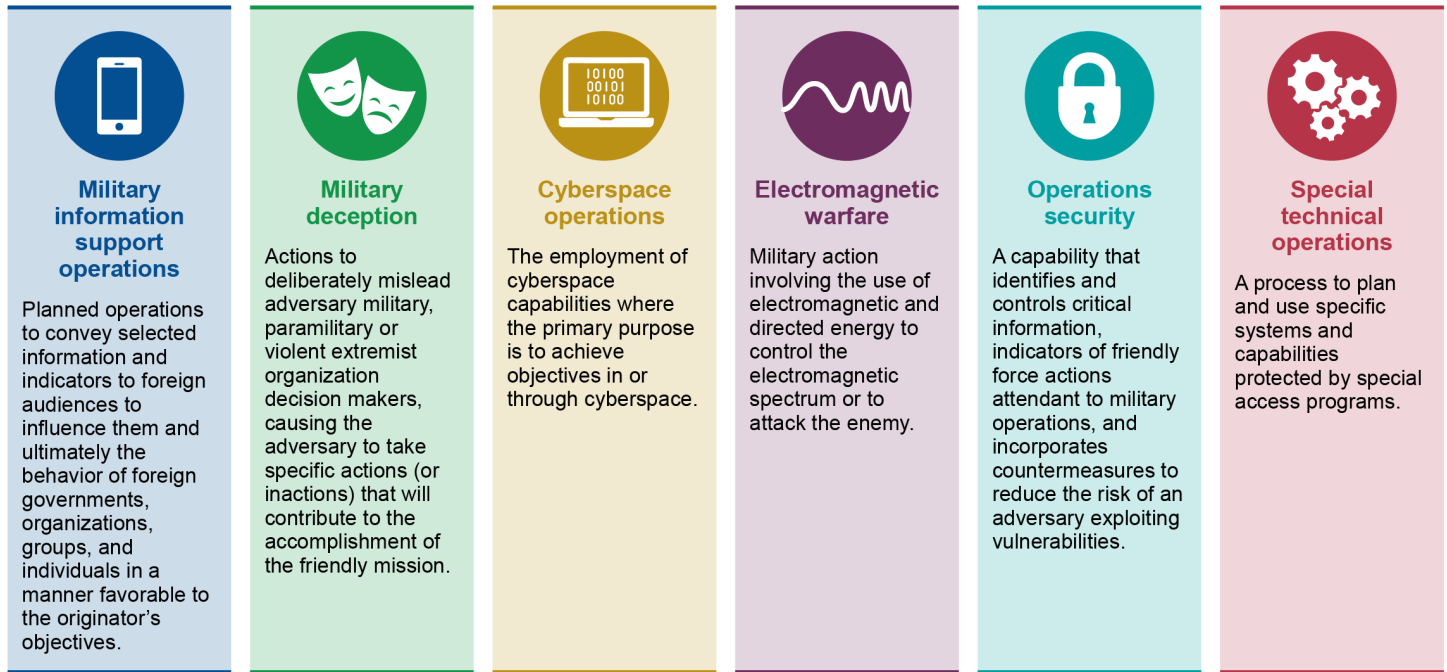 10100
00101
10100
Military
information
support
operations
Planned operations
to convey selected
information and
indicators to foreign
audiences to
influence them and
ultimately the
behavior of foreign
governments,
organizations,
groups, and
individuals in a
manner favorable to
the originator’s
objectives.
Military
deception
Actions to
deliberately mislead
adversary military,
paramilitary or
violent extremist
organization
decision makers,
causing the
adversary to take
specific actions (or
inactions) that will
contribute to the
accomplishment of
the friendly mission.
Cyberspace
operations
The employment of
cyberspace
capabilities where
the primary purpose
is to achieve
objectives in or
through cyberspace.
Electromagnetic
warfare
Military action
involving the use of
electromagnetic and
directed energy to
control the
electromagnetic
spectrum or to
attack the enemy.
Operations
security
A capability that
identifies and
controls critical
information,
indicators of friendly
force actions
attendant to military
operations, and
incorporates
countermeasures to
reduce the risk of an
adversary exploiting
vulnerabilities.
Special
technical
operations
A process to plan
and use specific
systems and
capabilities
protected by special
access programs.